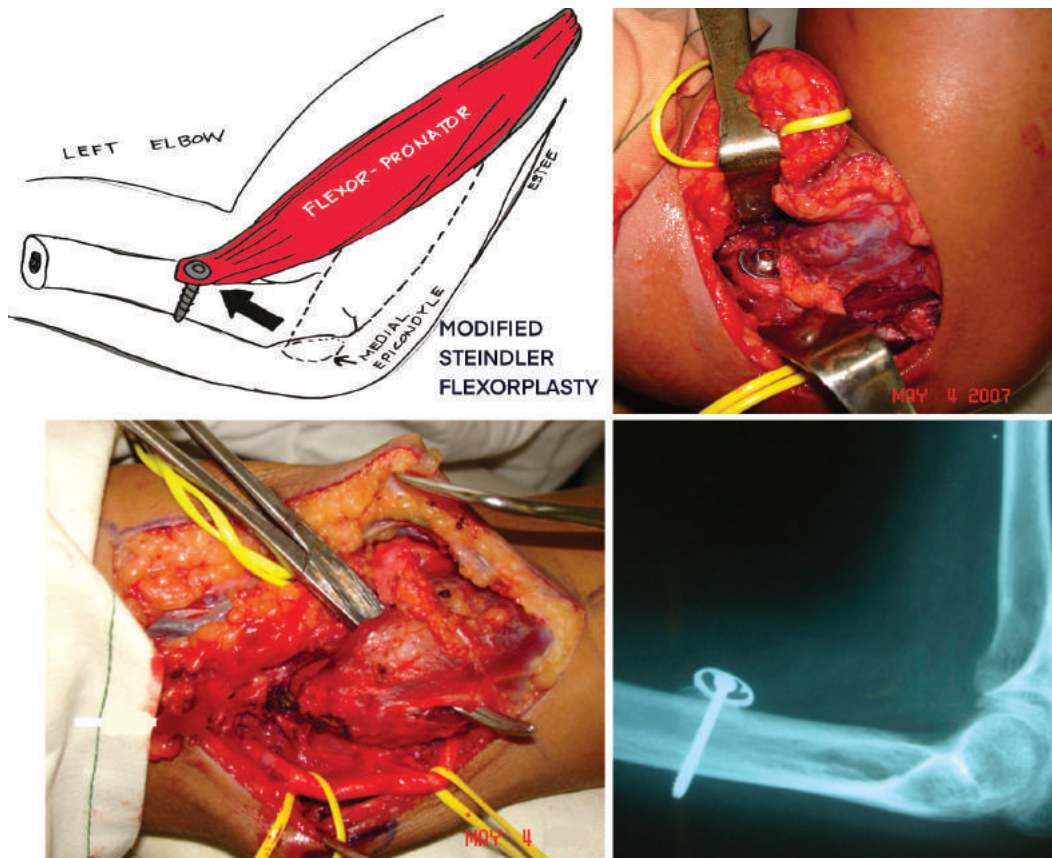 LEFT ELBOW
FLEXOR-PRONATOR
ESTEE
MEDIAL
EPICONDYLE
MODIFIED
STEINDLER
FLEXORPLASTY
MAY 4 2007
MAY 4